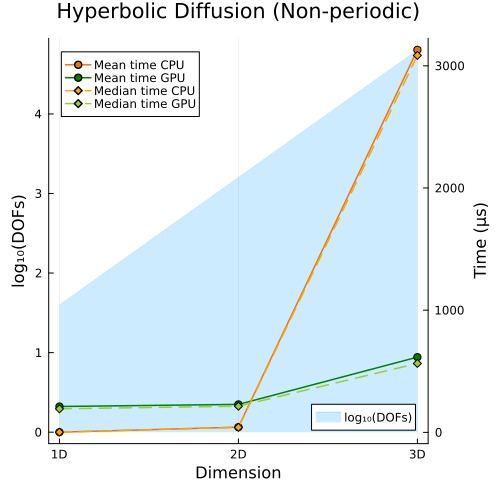 Hyperbolic Diffusion (Non-periodic)
Mean time CPU
Mean time GPU
Median time CPU
Median time GPU
log₁₀(DOFs)
4
3
2
1
0
3000
2000
1000
0
Time (μs)
log₁₀(DOFs)
1D
2D
3D
Dimension